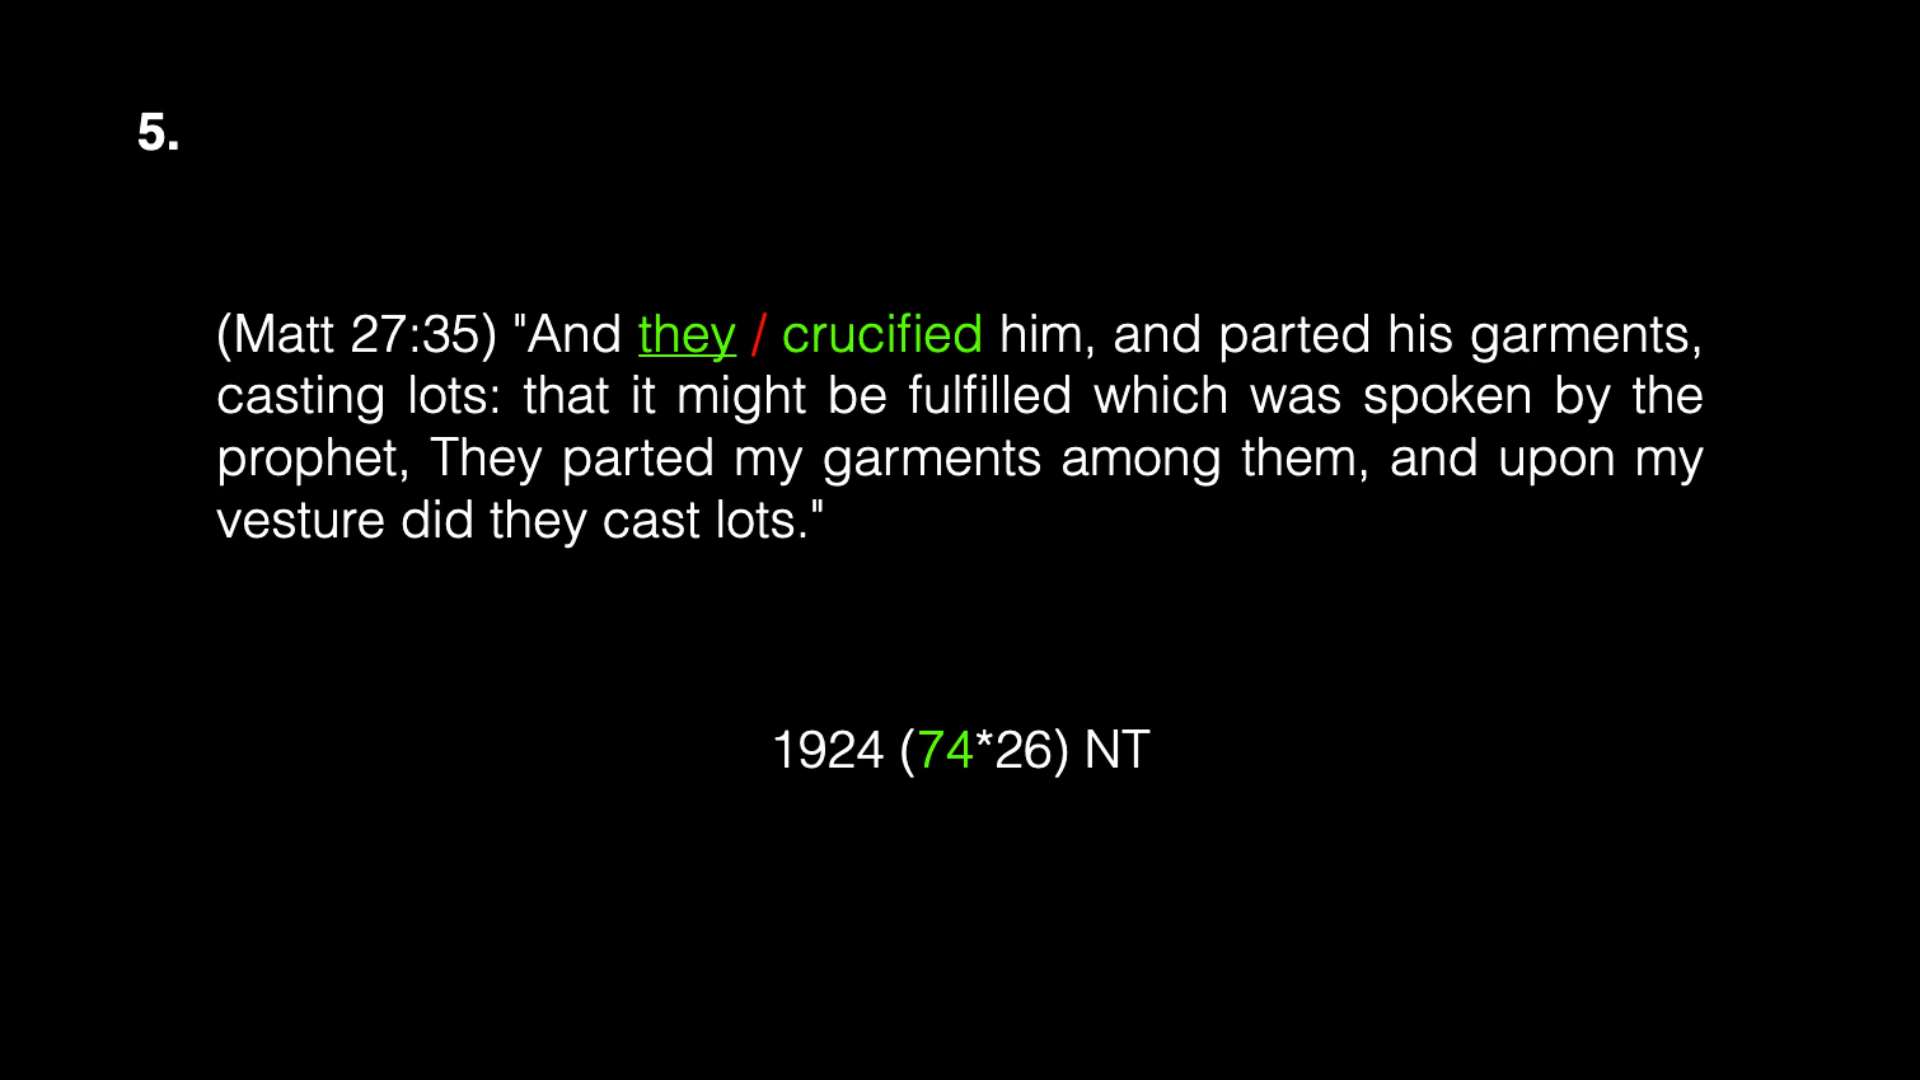 5.
(Matt 27:35) "And they / crucified him, and parted his garments,
casting lots: that it might be fulfilled which was spoken by the
prophet, They parted my garments among them, and upon my
vesture did they cast lots."
1924 (74*26) NT